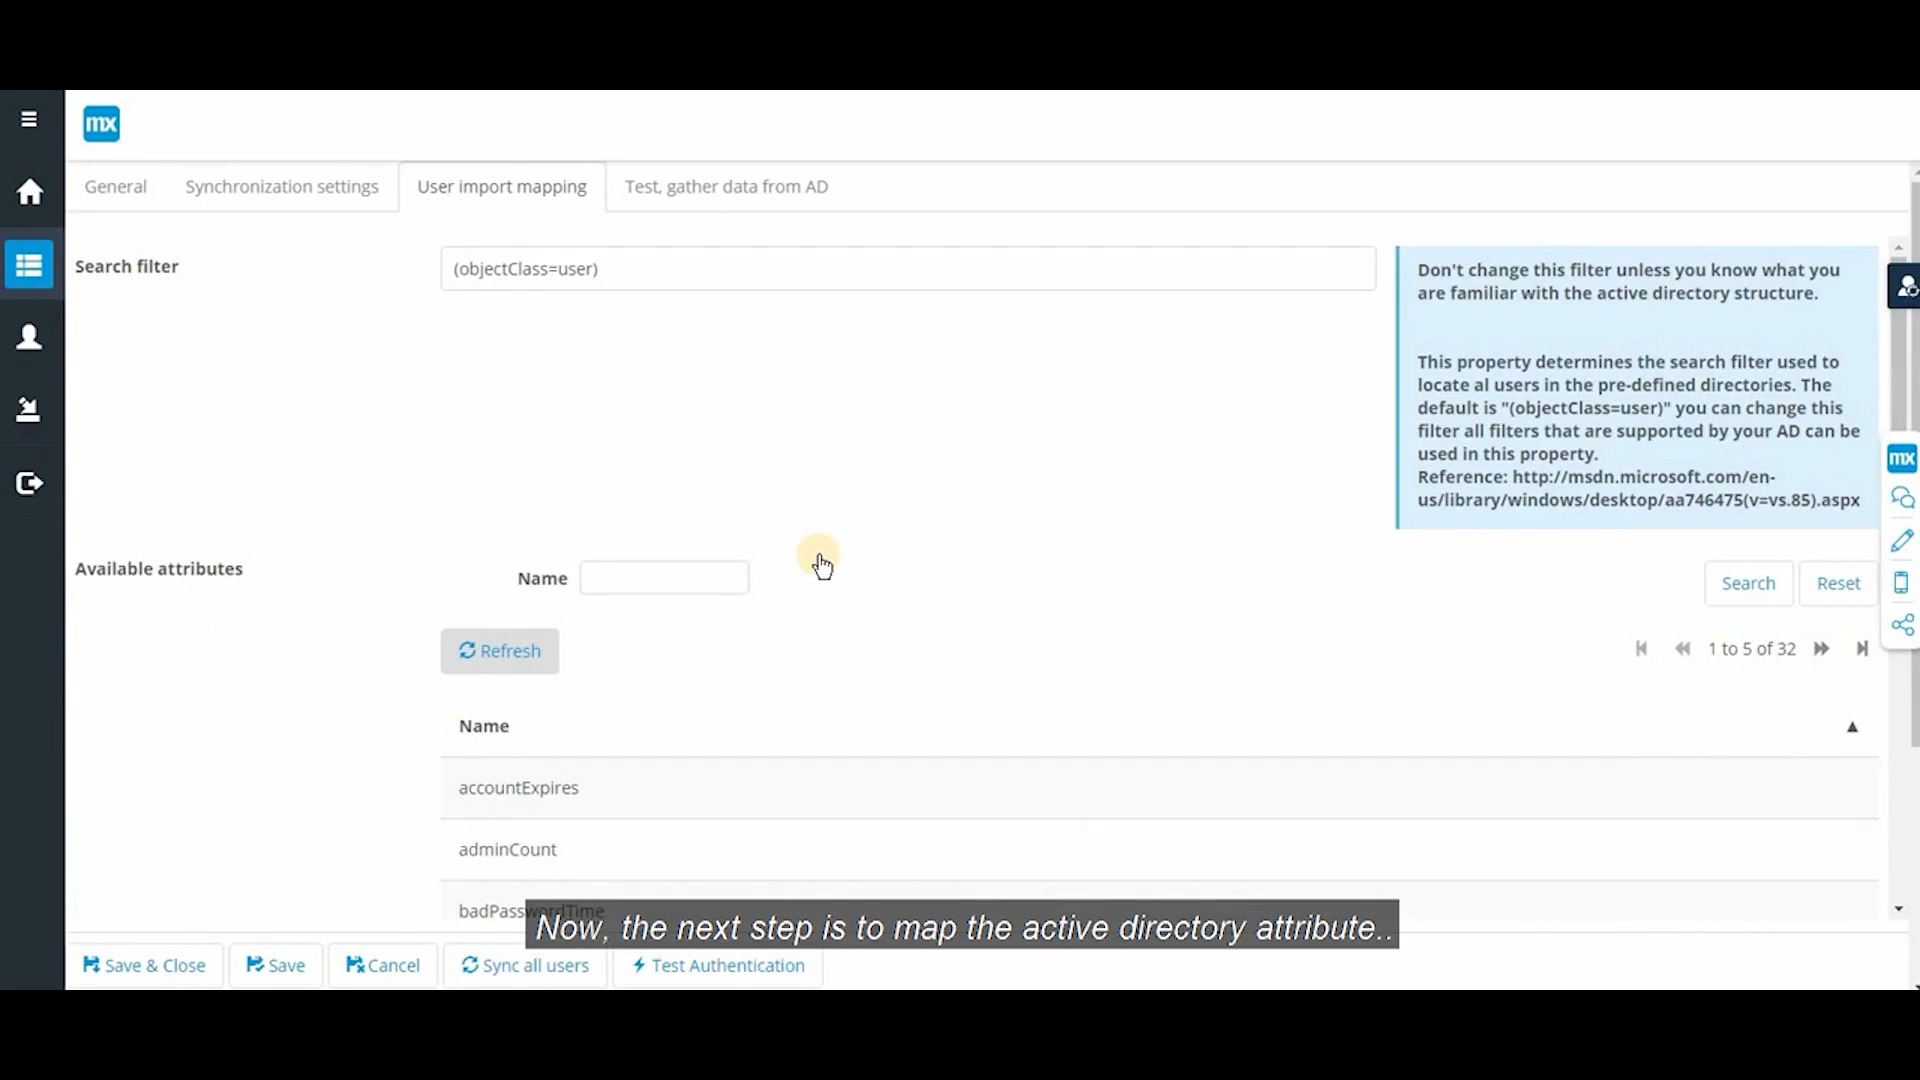 mx
General
Synchronization settings
User import mapping
Test, gather data from AD
Search filter
(objectClass=user)
Don't change this filter unless you know what you
are familiar with the active directory structure.
This property determines the search filter used to
locate al users in the pre-defined directories. The
default is "(objectClass=user)" you can change this
filter all filters that are supported by your AD can be
used in this property.
Reference: http://msdn.microsoft.com/en-
us/library/windows/desktop/aa746475(v=vs.85).aspx
mx
Available attributes
Name
Search
Reset
Refresh
1 to 5 of 32
Name
accountExpires
adminCount
badPasswordTime
Now, the next step is to map the active directory attribute..
Save & Close
Save
Cancel
Sync all users
Test Authentication